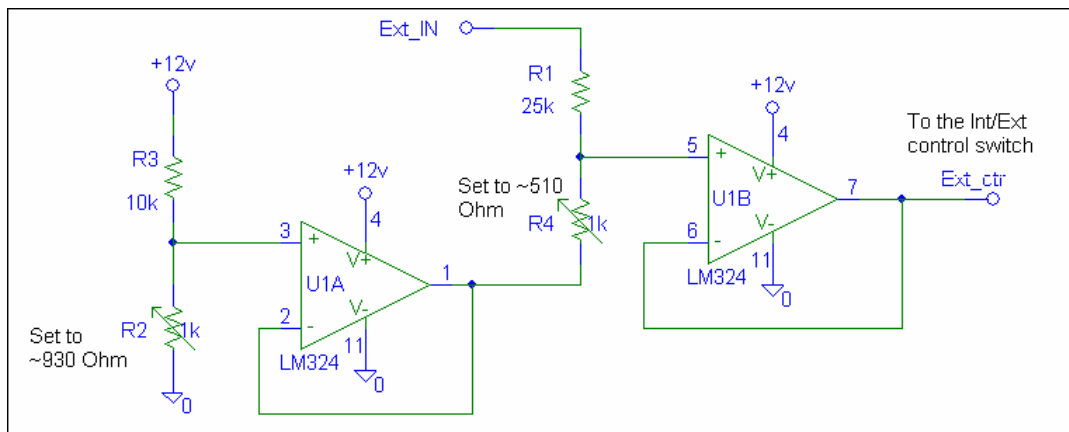 Ext_IN
+12v
R3
10k
Set to
~930 Ohm
R2
1k
0
+12v
4
3
+
V+
U1A
1
2
-
V-
LM324
11
0
R1
25k
Set to ~510
Ohm
R4
1k
+12v
4
5
+
V+
U1B
7
6
-
V-
LM324
11
0
To the Int/Ext
control switch
Ext_ctr